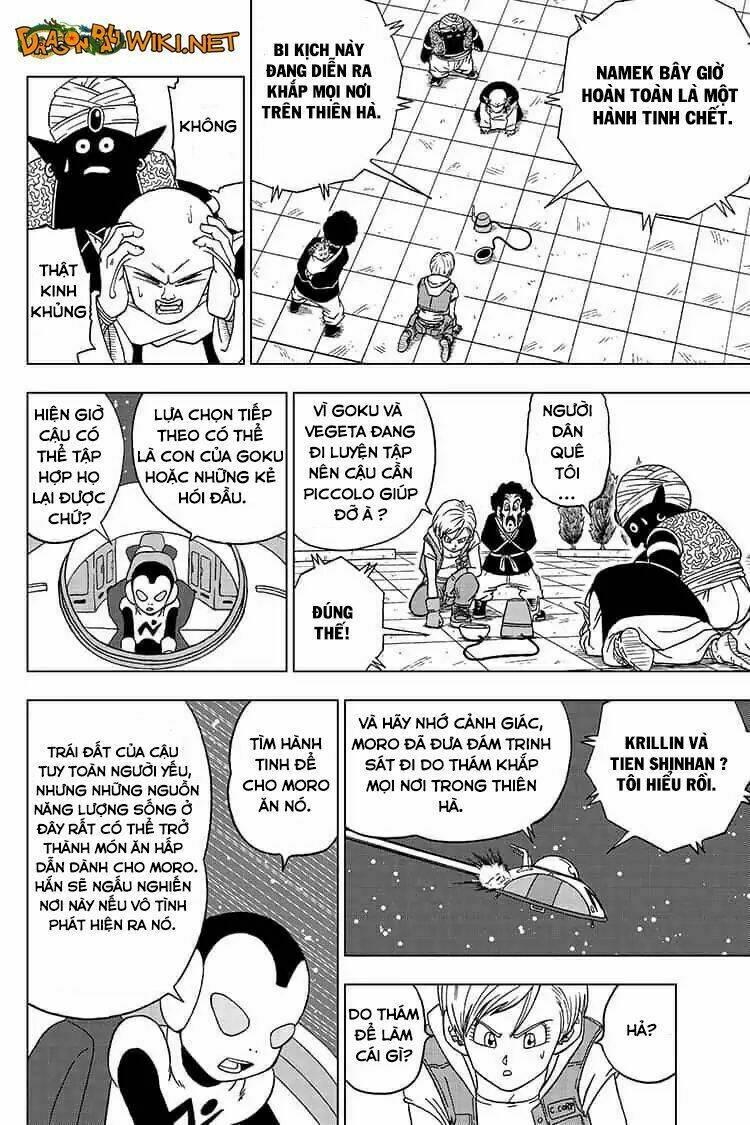 DRAGON BALL WIKI.NET
BI KỊCH NÀY
ĐANG DIỄN RA
KHẮP MỌI NƠI
TRÊN THIÊN HÀ.
NAMEK BÂY GIỜ
HOÀN TOÀN LÀ MỘT
HÀNH TINH CHẾT.
KHÔNG
THẬT
KINH
KHỦNG
HIỆN GIỜ
CẬU CÓ
THỂ TẬP
HỢP HỌ
LẠI ĐƯỢC
CHỨ?
LỰA CHỌN TIẾP
THEO CÓ THỂ
LÀ CON CỦA GOKU
HOẶC NHỮNG KẺ
HÓI ĐẦU.
VÌ GOKU VÀ
VEGETA ĐANG
ĐI LUYỆN TẬP
NÊN CẬU CẦN
PICCOLO GIÚP
ĐỠ À ?
NGƯỜI
DÂN
QUÊ
TÔI
...
ĐÚNG
THẾ!
TRÁI ĐẤT CỦA CẬU
TUY TOÀN NGƯỜI YẾU,
NHƯNG NHỮNG NGUỒN
NĂNG LƯỢNG SỐNG Ở
ĐÂY RẤT CÓ THỂ TRỞ
THÀNH MÓN ĂN HẤP
DẪN DÀNH CHO MORO.
HẮN SẼ NGẤU NGHIẾN
NƠI NÀY NẾU VÔ TÌNH
PHÁT HIỆN RA NÓ.
TÌM HÀNH
TINH ĐỂ
CHO MORO
ĂN NÓ.
VÀ HÃY NHỚ CẢNH GIÁC,
MORO ĐÃ ĐƯA ĐÁM TRINH
SÁT ĐI DO THÁM KHẮP
MỌI NƠI TRONG THIÊN
HÀ.
KRILLIN VÀ
TIEN SHINHAN ?
TÔI HIỂU RỒI.
DO THÁM
ĐỂ LÀM
CÁI GÌ?
HẢ?
C.CORP